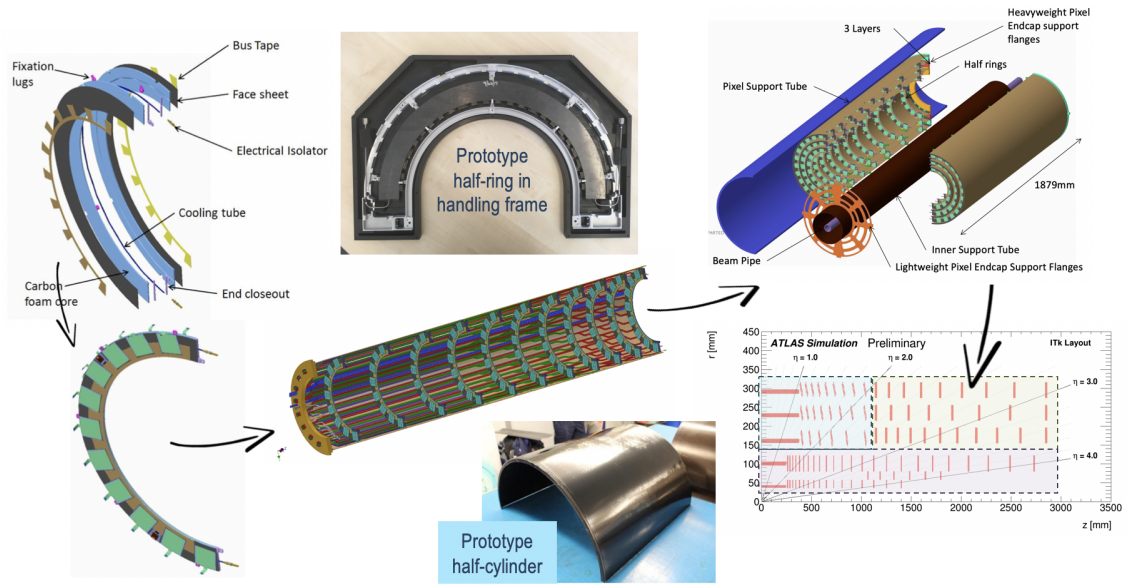 Bus Tape
Fixation
lugs
Face sheet
Electrical Isolator
Cooling tube
Carbon
foam core
End closeout
Prototype
half-ring in
handling frame
Heavyweight Pixel
Endcap support
flanges
3 Layers
Half rings
Pixel Support Tube
1879mm
Inner Support Tube
Beam Pipe
Lightweight Pixel Endcap Support Flanges
Prototype
half-cylinder
r [mm]
450
400
350
300
250
200
150
100
50
0
ATLAS Simulation Preliminary
ITk Layout
η = 1.0
η = 2.0
η = 3.0
η = 4.0
0 500 1000 1500 2000 2500 3000 3500
z [mm]